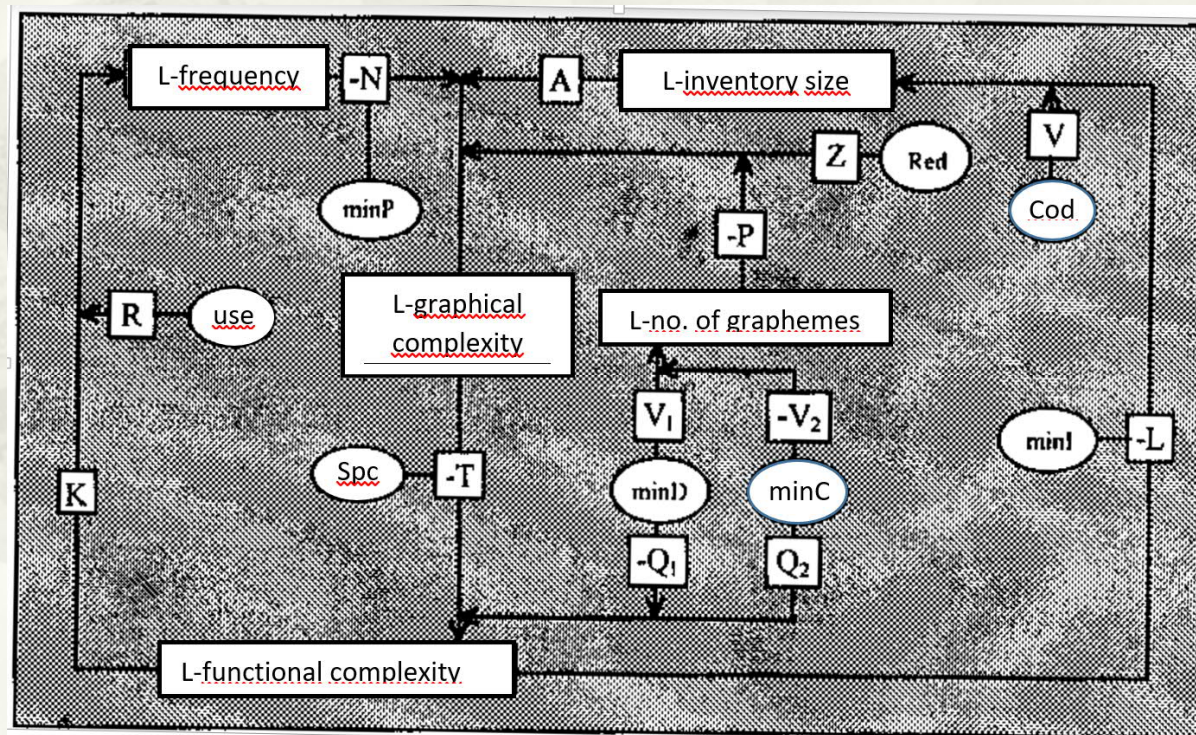 L-frequency
-N
A
L-inventory size
minP
Z
Red
V
Cod
-P
R
use
L-graphical
complexity
L-no. of graphemes
K
Spc
-T
V₁
-V₂
minD
minC
-Q₁
Q₂
minI
-L
L-functional complexity